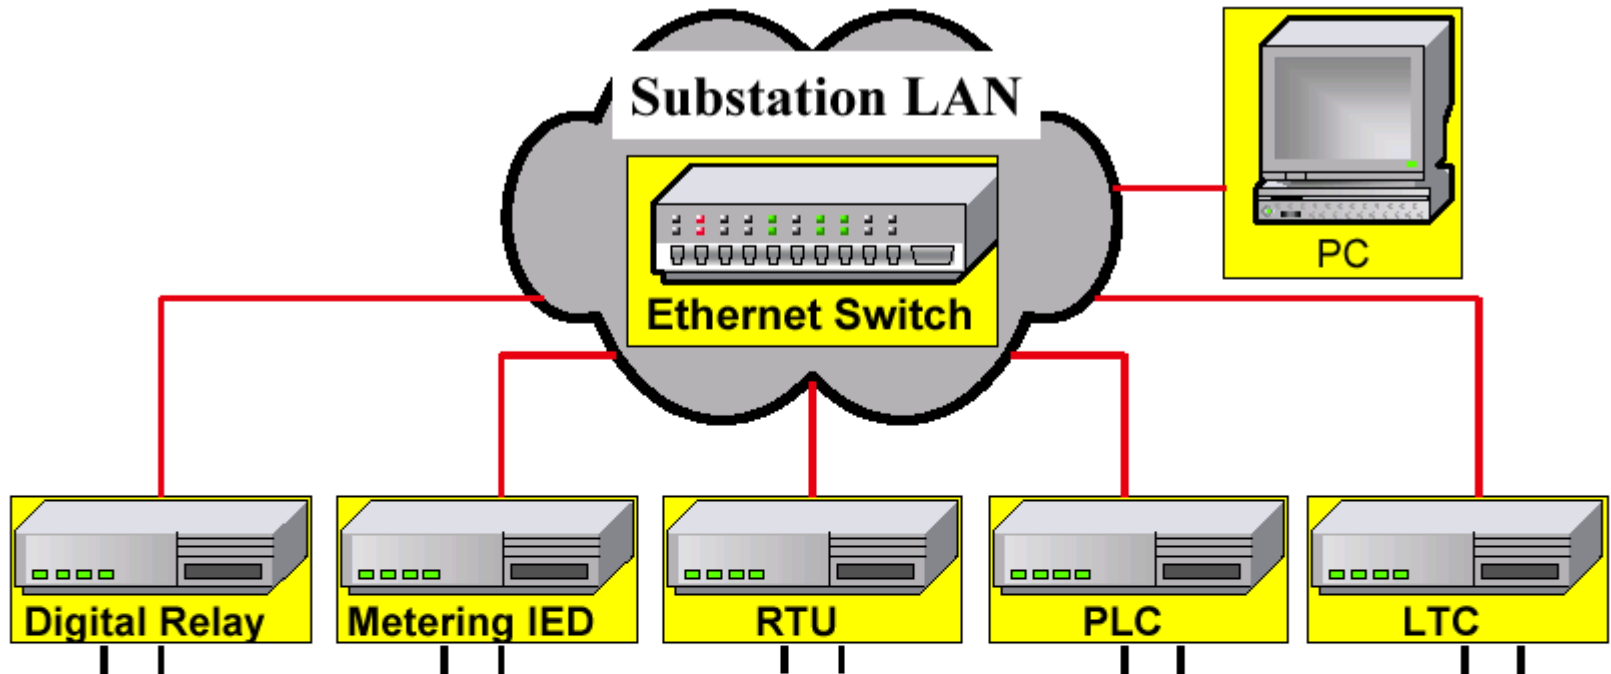 Substation LAN
PC
Ethernet Switch
Digital Relay
Metering IED
RTU
PLC
LTC